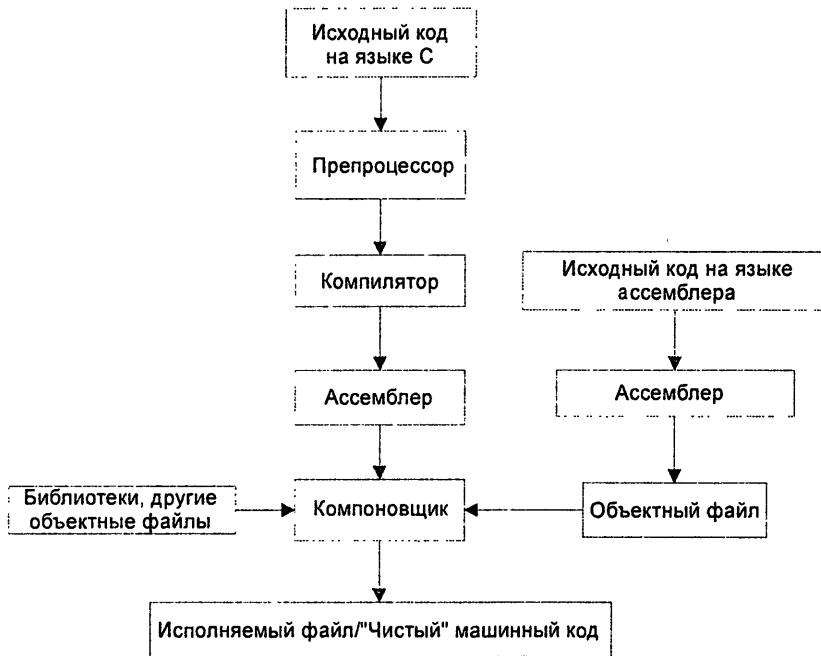 Исходный код
на языке С
Препроцессор
Компилятор
Исходный код на языке
ассемблера
Ассемблер
Ассемблер
Библиотеки, другие
объектные файлы
Компоновщик
Объектный файл
Исполняемый файл/"Чистый" машинный код